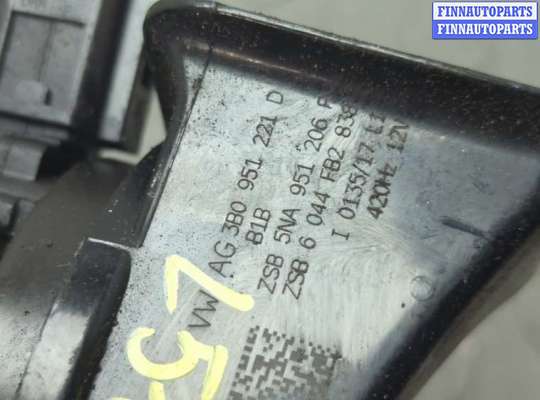 FINNAUTOPARTS
FINNAUTOPARTS
VW AG 3B0 951 221 D
B1B
ZSB 5NA 951 206
ZSB 6 044 FB2 838
I 0135/17
420Hz 12V